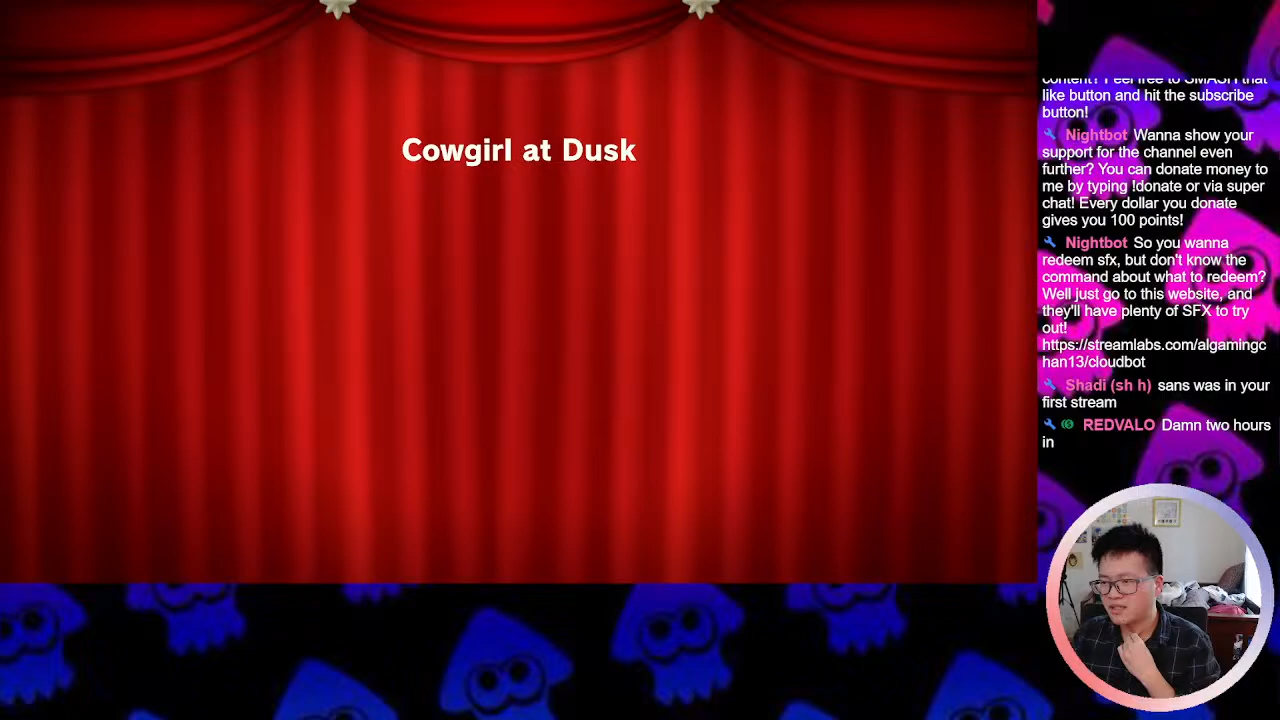 Cowgirl at Dusk
content? Feel free to SMASH that
like button and hit the subscribe
button!
Nightbot Wanna show your
support for the channel even
further? You can donate money to
me by typing !donate or via super
chat! Every dollar you donate
gives you 100 points!
Nightbot So you wanna
redeem sfx, but don't know the
command about what to redeem?
Well just go to this website, and
they'll have plenty of SFX to try
out!
https://streamlabs.com/algamingc
han13/cloudbot
Shadi (sh h) sans was in your
first stream
REDVALO Damn two hours
in